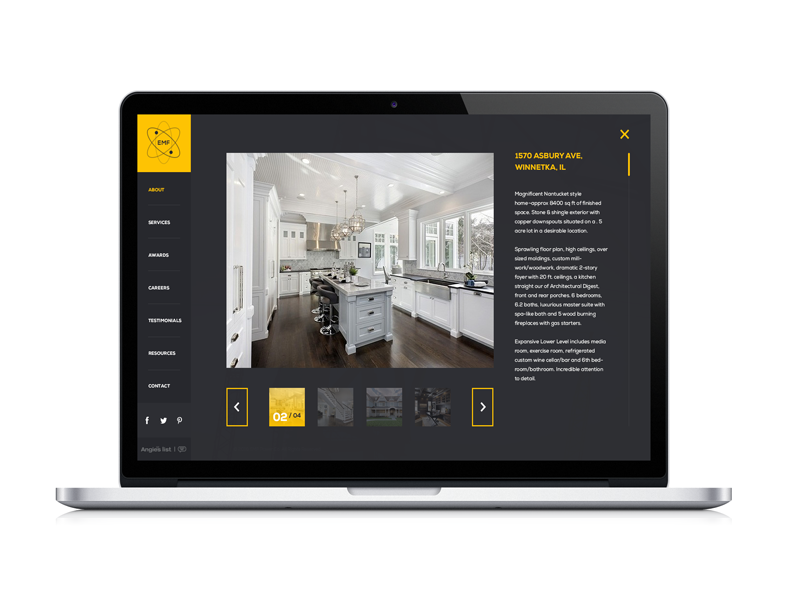 EMF
ABOUT
SERVICES
AWARDS
CAREERS
TESTIMONIALS
RESOURCES
CONTACT
Angie's list |
02 / 04
1570 ASBURY AVE,
WINNETKA, IL
Magnificent Nantucket style
home -approx 8400 sq ft of finished
space. Stone & shingle exterior with
copper downspouts situated on a . 5
acre lot in a desirable location.
Sprawling floor plan, high ceilings, over
sized moldings, custom mill-
work/woodwork, dramatic 2-story
foyer with 20 ft. ceilings, a kitchen
straight our of Architectural Digest,
front and rear porches, 6 bedrooms,
6.2 baths, luxurious master suite with
spa-like bath and 5 wood burning
fireplaces with gas starters.
Expansive Lower Level includes media
room, exercise room, refrigerated
custom wine cellar/bar and 6th bed-
room/bathroom. Incredible attention
to detail.